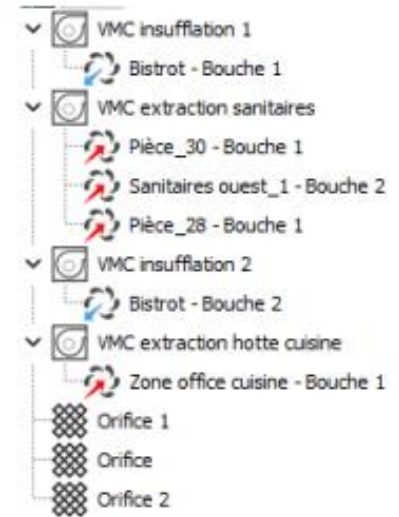 VMC insufflation 1
Bistrot - Bouche 1
VMC extraction sanitaires
Pièce_30 - Bouche 1
Sanitaires ouest_1 - Bouche 2
Pièce_28 - Bouche 1
VMC insufflation 2
Bistrot - Bouche 2
VMC extraction hotte cuisine
Zone office cuisine - Bouche 1
Orifice 1
Orifice
Orifice 2